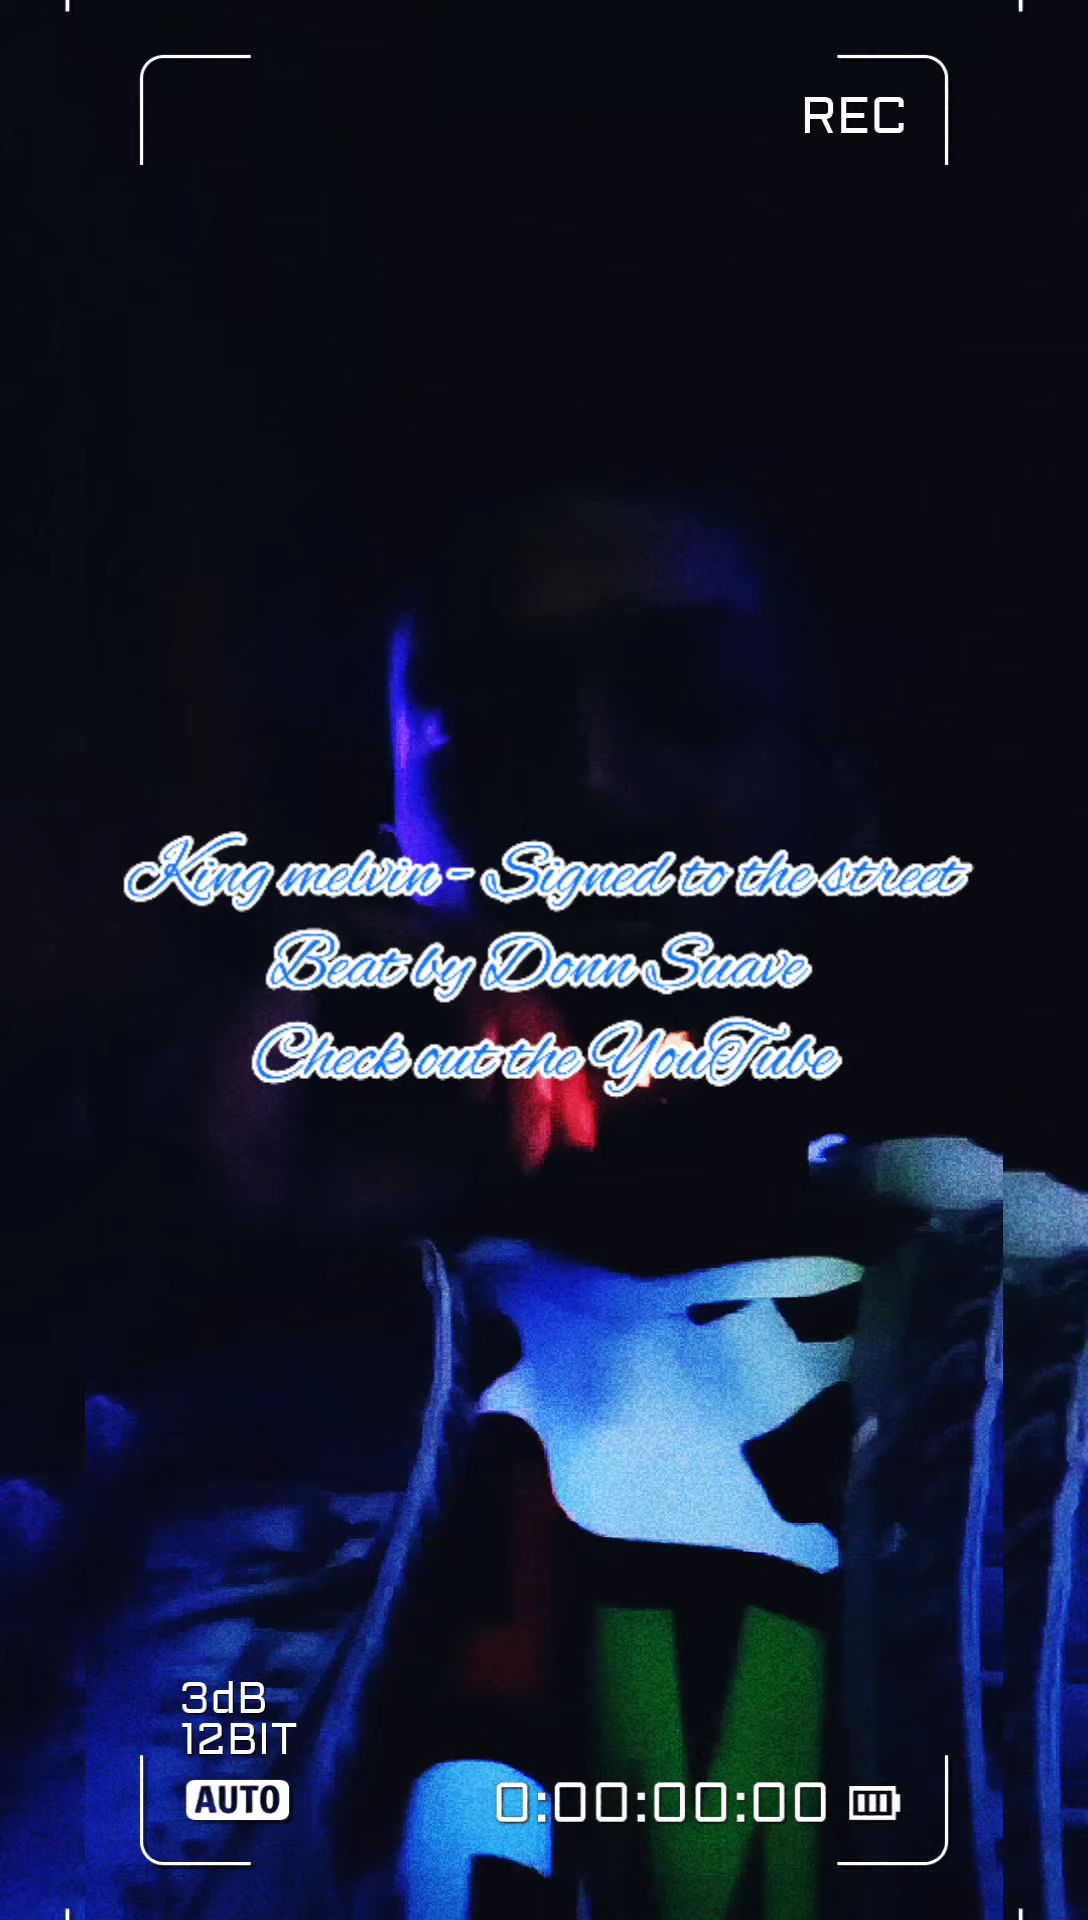 REC
King melvin - Signed to the street
Beat by Donn Suave
Check out the YouTube
3dB
12BIT
AUTO
0:00:00:00